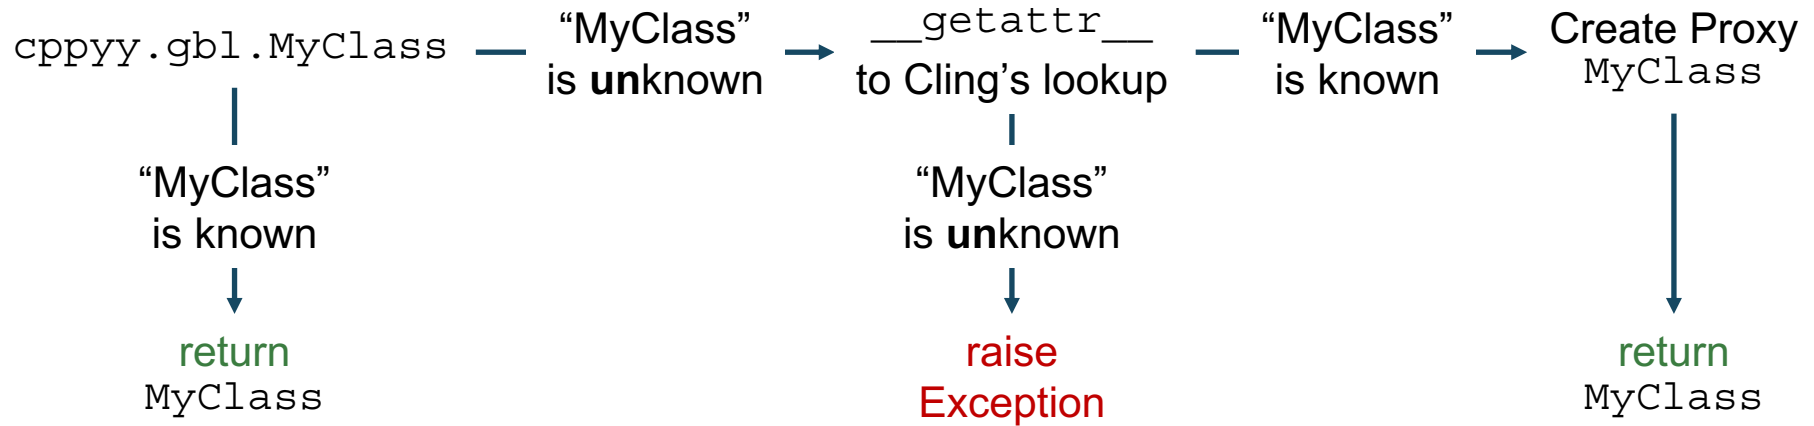 cppyy.gbl.MyClass
“MyClass”
is unknown
__getattr__
to Cling’s lookup
“MyClass”
is known
Create Proxy
MyClass
“MyClass”
is known
“MyClass”
is unknown
return
MyClass
raise
Exception
return
MyClass